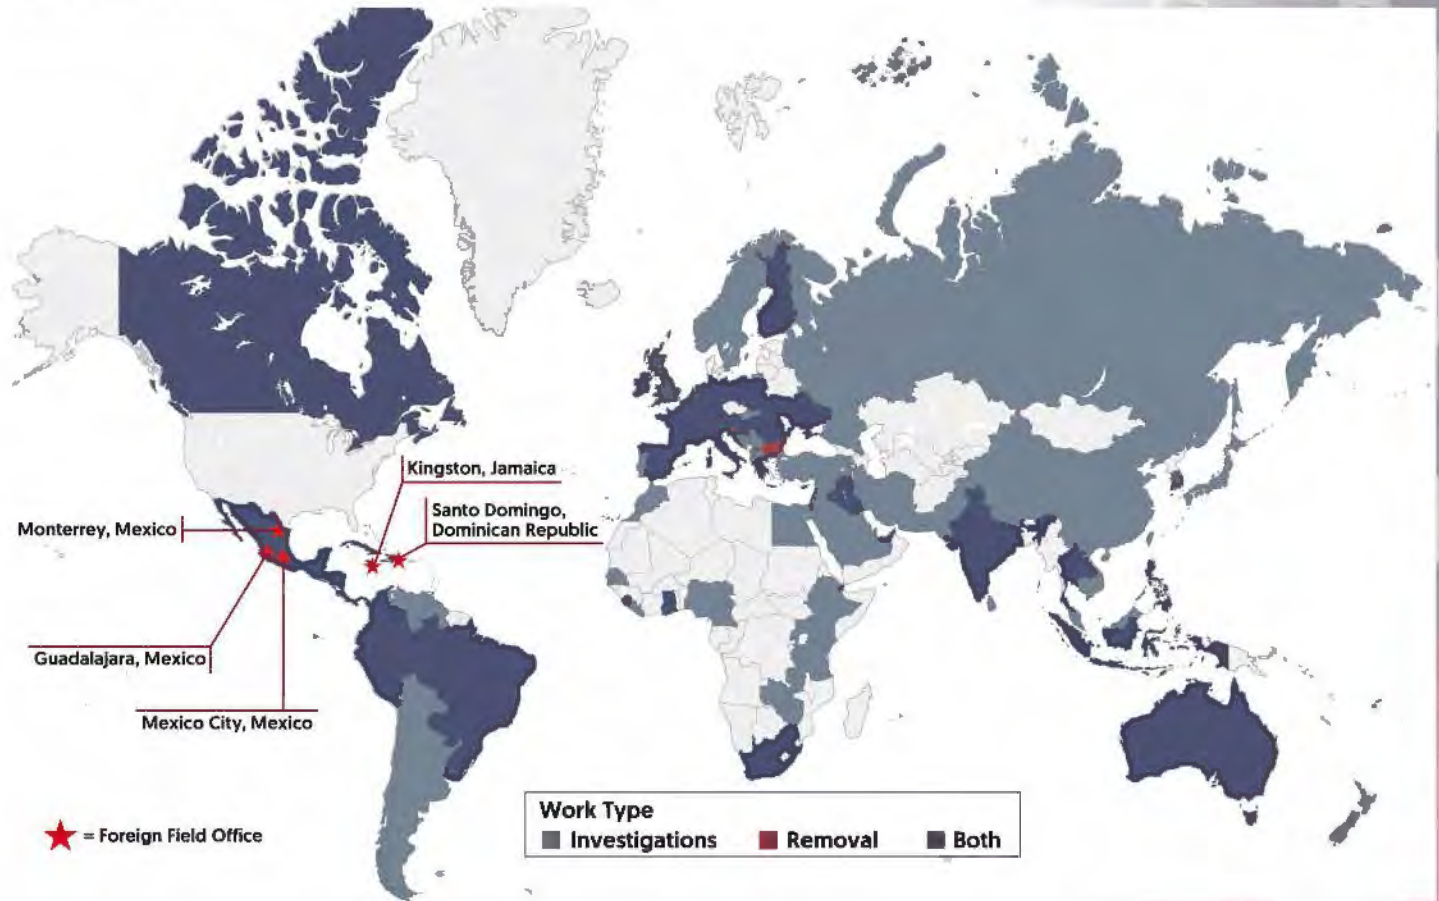 Kingston, Jamaica
Santo Domingo,
Dominican Republic
Monterrey, Mexico
Guadalajara, Mexico
Mexico City, Mexico
= Foreign Field Office
Work Type
Investigations
Removal
Both